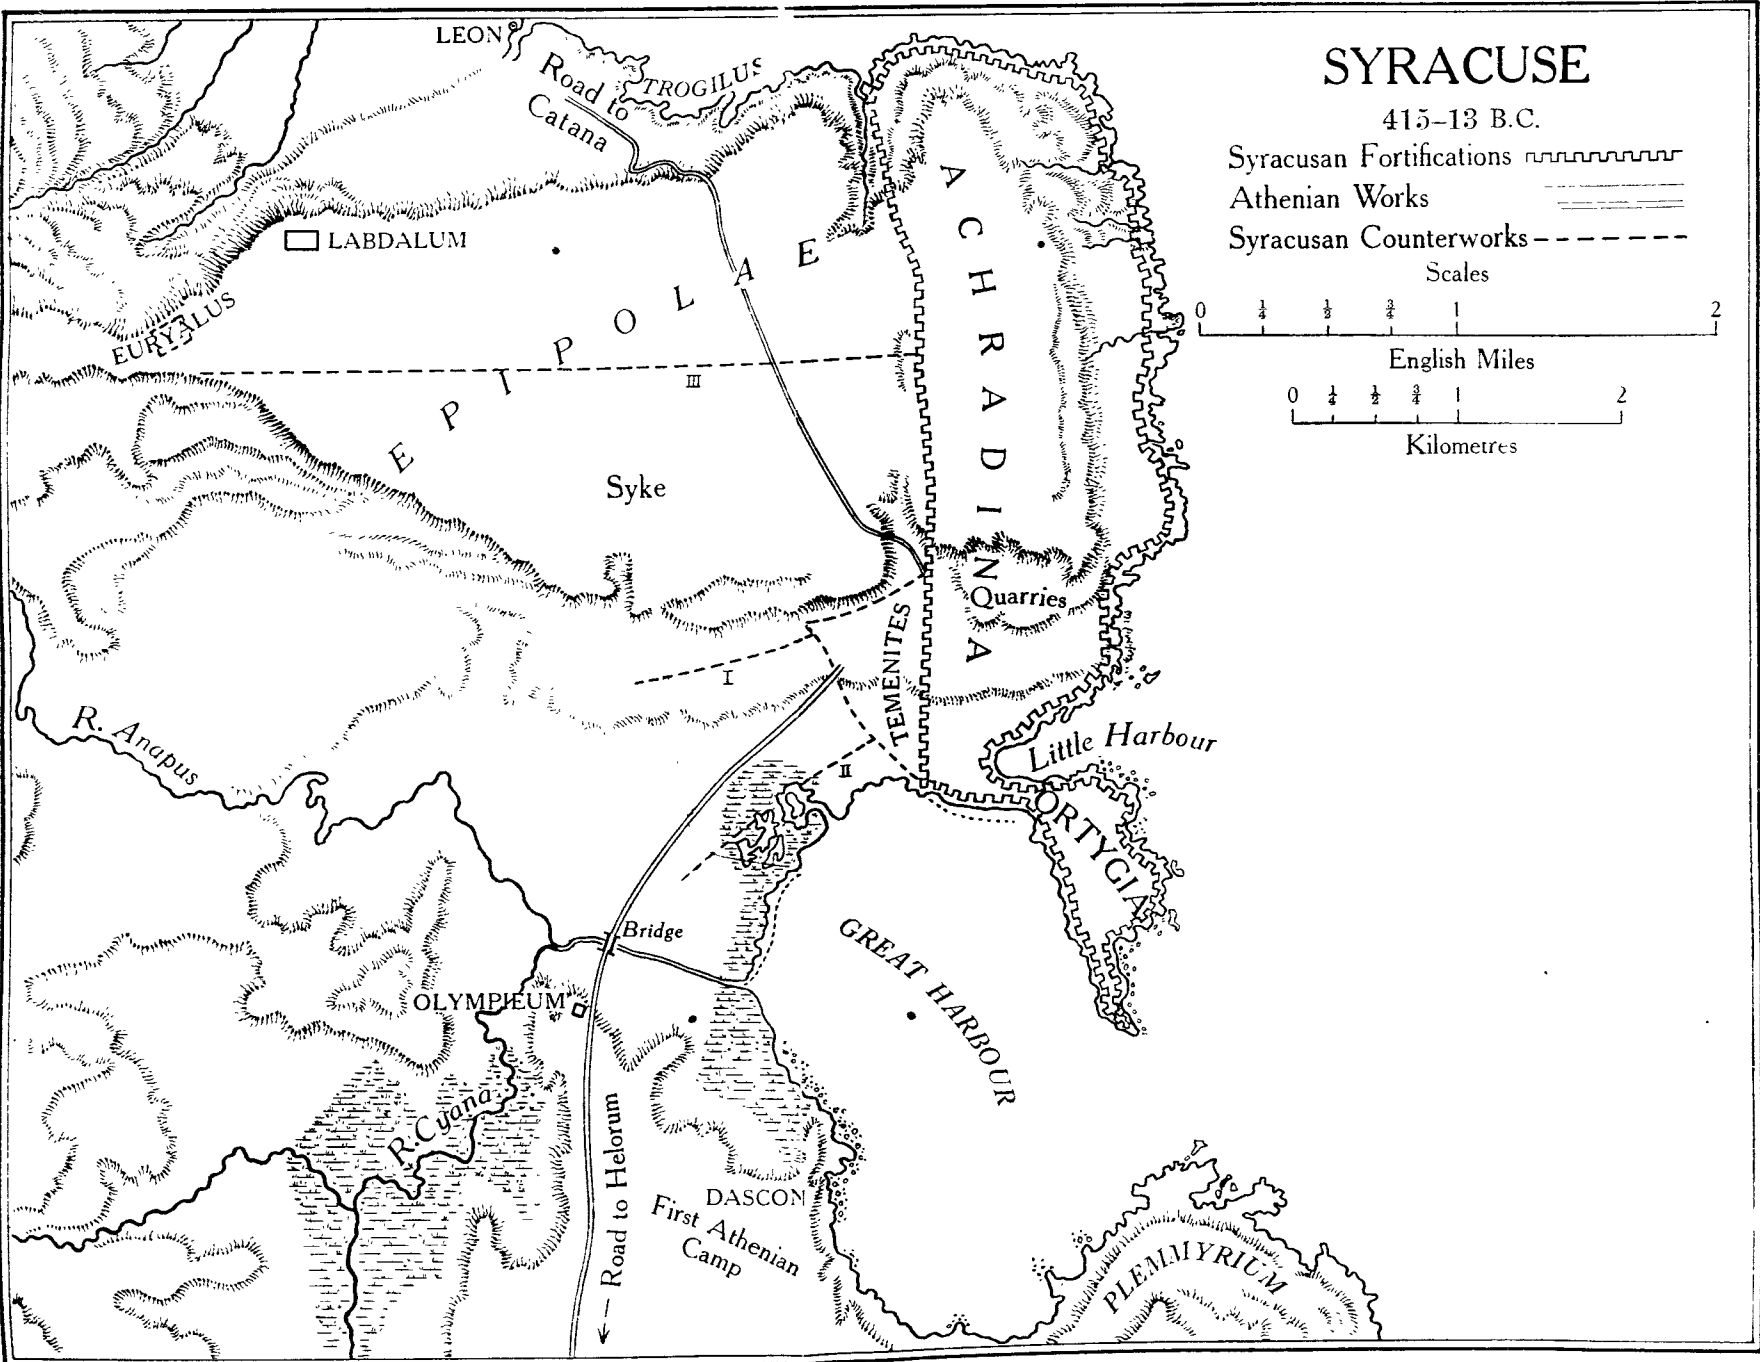 SYRACUSE
415–13 B.C.
Syracusan Fortifications
Athenian Works
Syracusan Counterworks
Scales
0 ¼ ½ ¾ 1 2
English Miles
0 ¼ ½ ¾ 1 2
Kilometres
LEON
Road to
Catana
TROGILUS
LABDALUM
EURYALUS
EPIPOLAE
III
Syke
ACHRADINA
Quarries
TEMENITES
I
II
R. Anapus
Little Harbour
ORTYGIA
Bridge
GREAT HARBOUR
OLYMPIEUM
R. Cyana
Road to Helorum
DASCON
First Athenian
Camp
PLEMMYRIUM